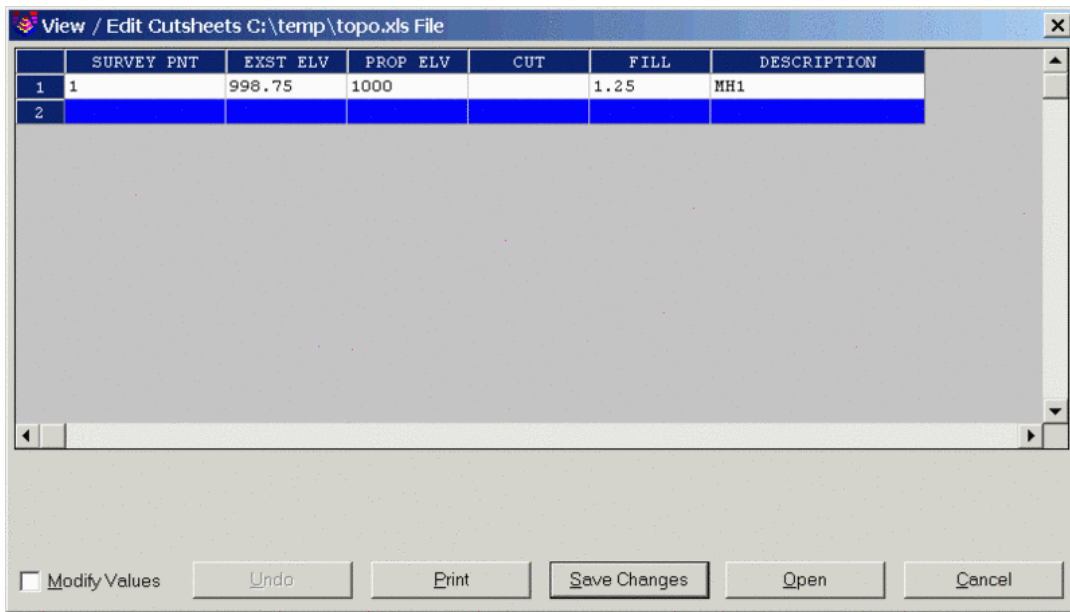 View / Edit Cutsheets C:\temp\topo.xls File
SURVEY PNT EXST ELV PROP ELV CUT FILL DESCRIPTION
1 1 998.75 1000 1.25 MH1
2
Modify Values Undo Print Save Changes Open Cancel